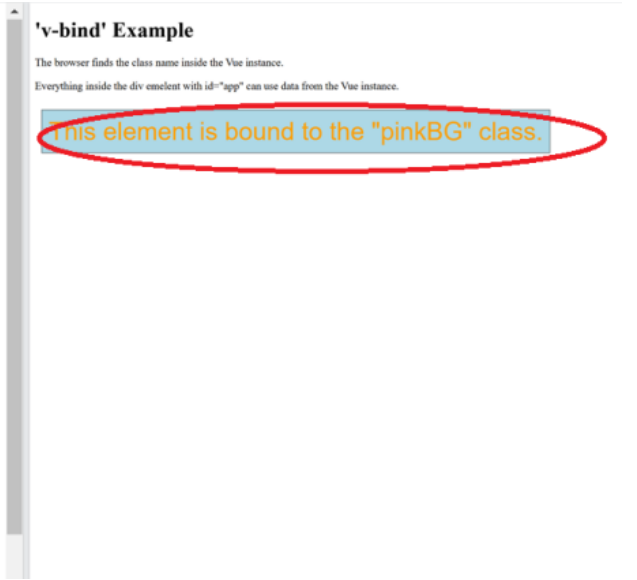 'v-bind' Example
The browser finds the class name inside the Vue instance.
Everything inside the div emelent with id="app" can use data from the Vue instance.
This element is bound to the "pinkBG" class.